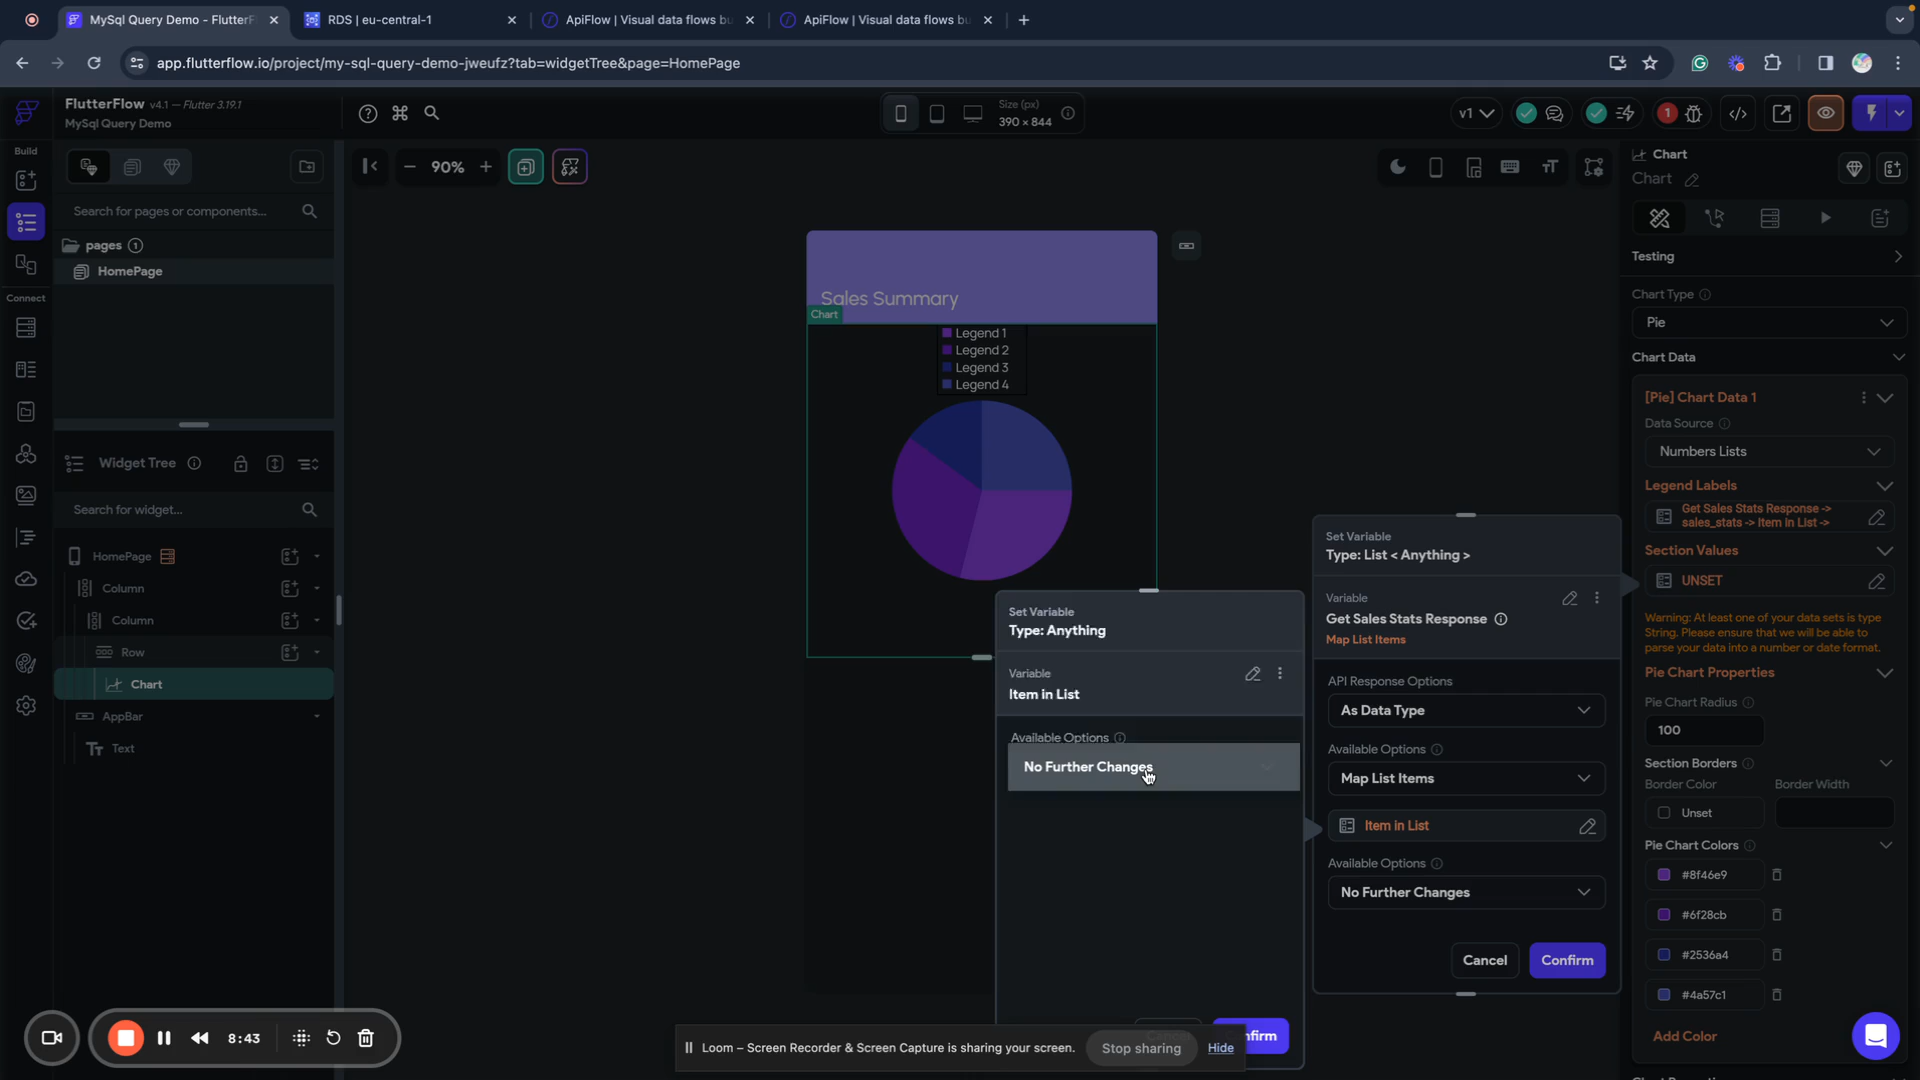 MySql Query Demo - FlutterF
RDS | eu-central-1
ApiFlow | Visual data flows bu
ApiFlow | Visual data flows bu
app.flutterflow.io/project/my-sql-query-demo-jweufz?tab=widgetTree&page=HomePage
FlutterFlow v4.1 — Flutter 3.19.1
MySql Query Demo
Size (px)
390 × 844
v1
1
Build
90%
Search for pages or components...
pages 1
HomePage
Connect
Widget Tree
Search for widget...
HomePage
Column
Column
Row
Chart
AppBar
Text
Sales Summary
Chart
Legend 1
Legend 2
Legend 3
Legend 4
Set Variable
Type: Anything
Variable
Item in List
Available Options
No Further Changes
Set Variable
Type: List < Anything >
Variable
Get Sales Stats Response
Map List Items
API Response Options
As Data Type
Available Options
Map List Items
Item in List
Available Options
No Further Changes
Cancel
Confirm
Chart
Chart
Testing
Chart Type
Pie
Chart Data
[Pie] Chart Data 1
Data Source
Numbers Lists
Legend Labels
Get Sales Stats Response ->
sales_stats -> Item in List ->
Section Values
UNSET
Warning: At least one of your data sets is type
String. Please ensure that we will be able to
parse your data into a number or date format.
Pie Chart Properties
Pie Chart Radius
100
Section Borders
Border Color
Border Width
Unset
Pie Chart Colors
#8f46e9
#6f28cb
#2536a4
#4a57c1
Add Color
8:43
Loom – Screen Recorder & Screen Capture is sharing your screen.
Stop sharing
Hide
nfirm